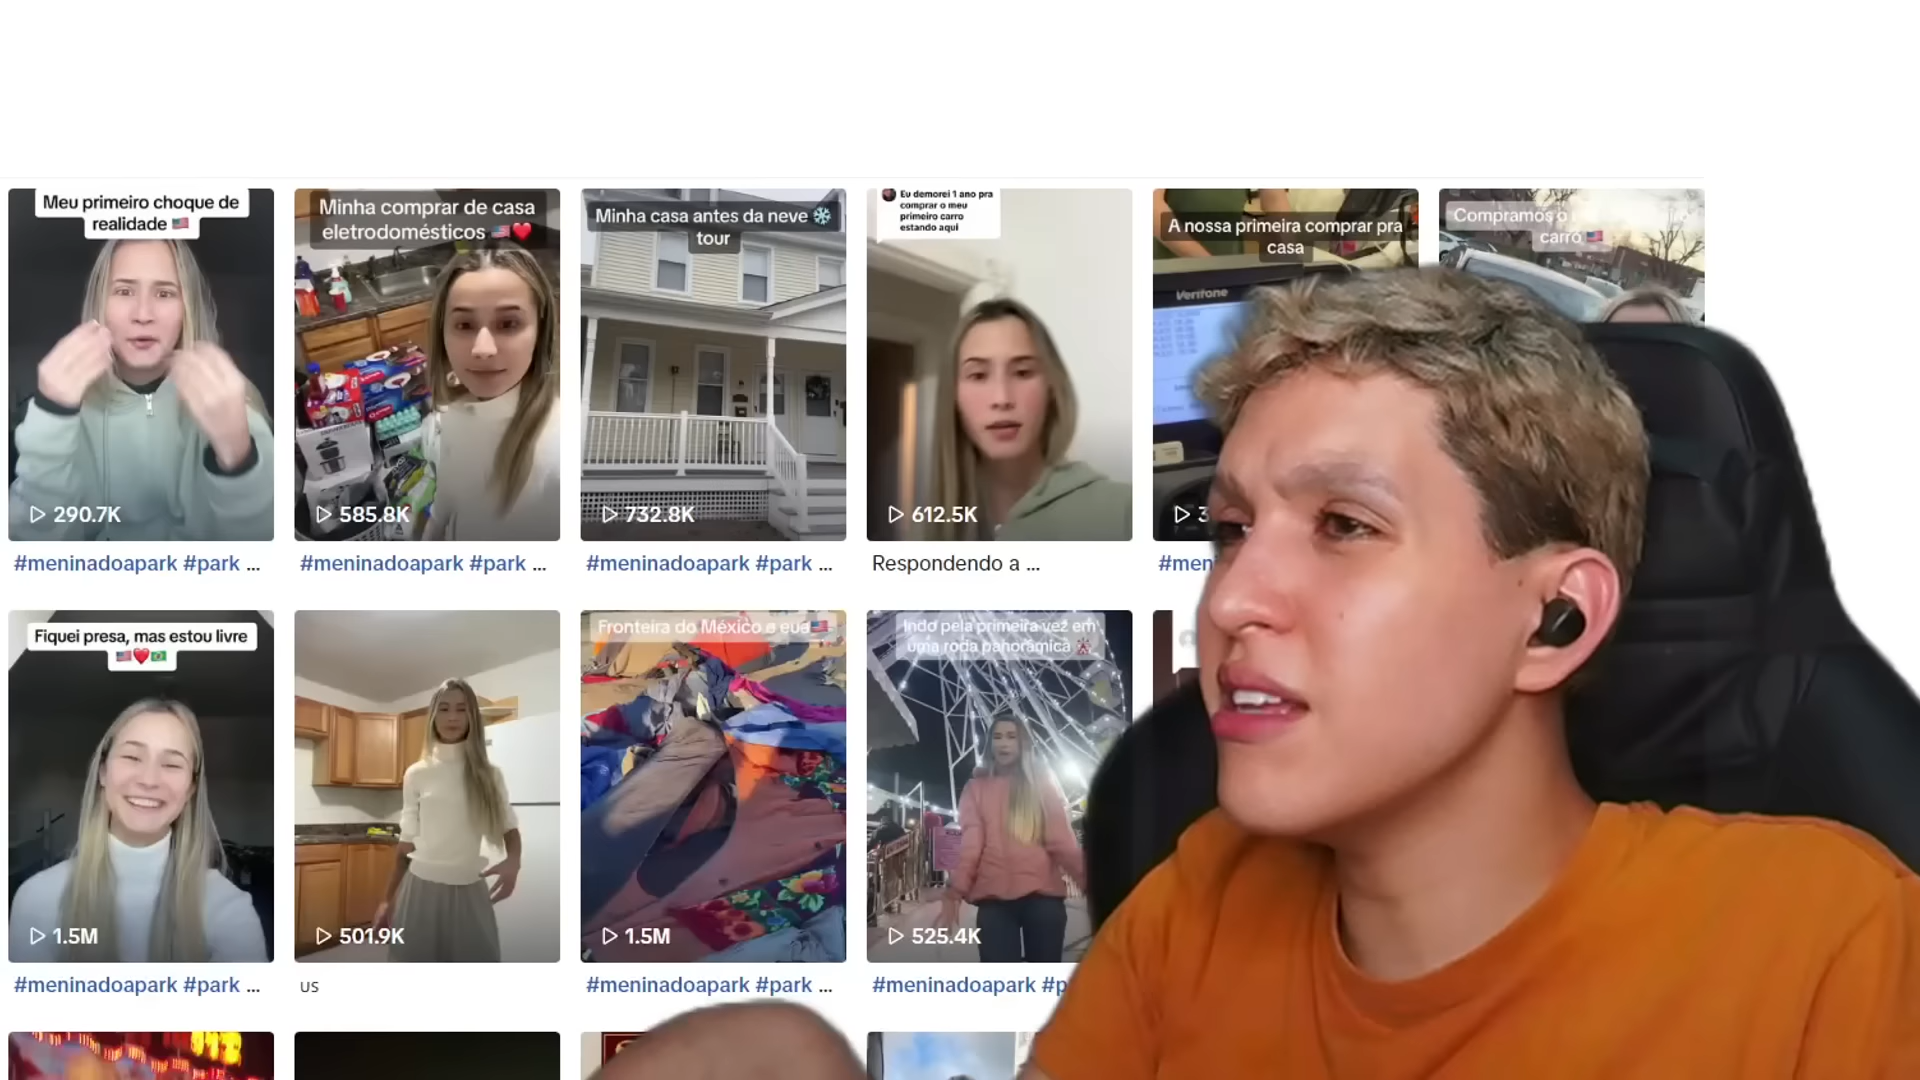 Meu primeiro choque de
realidade 🇺🇸
Minha comprar de casa
eletrodomésticos 🇺🇸❤️
Minha casa antes da neve ❄️
tour
Eu demorei 1 ano pra
comprar o meu
primeiro carro
estando aqui
A nossa primeira comprar pra
casa
Compramos o
carro 🇺🇸
Verifone
290.7K
585.8K
732.8K
612.5K
3
#meninadoapark #park ...
#meninadoapark #park ...
#meninadoapark #park ...
Respondendo a ...
#meni
Fiquei presa, mas estou livre
🇺🇸❤️🇧🇷
Fronteira do México e eua🇺🇸
Indo pela primeira vez em
uma roda panorâmica 🎡
1.5M
501.9K
1.5M
525.4K
#meninadoapark #park ...
us
#meninadoapark #park ...
#meninadoapark #p